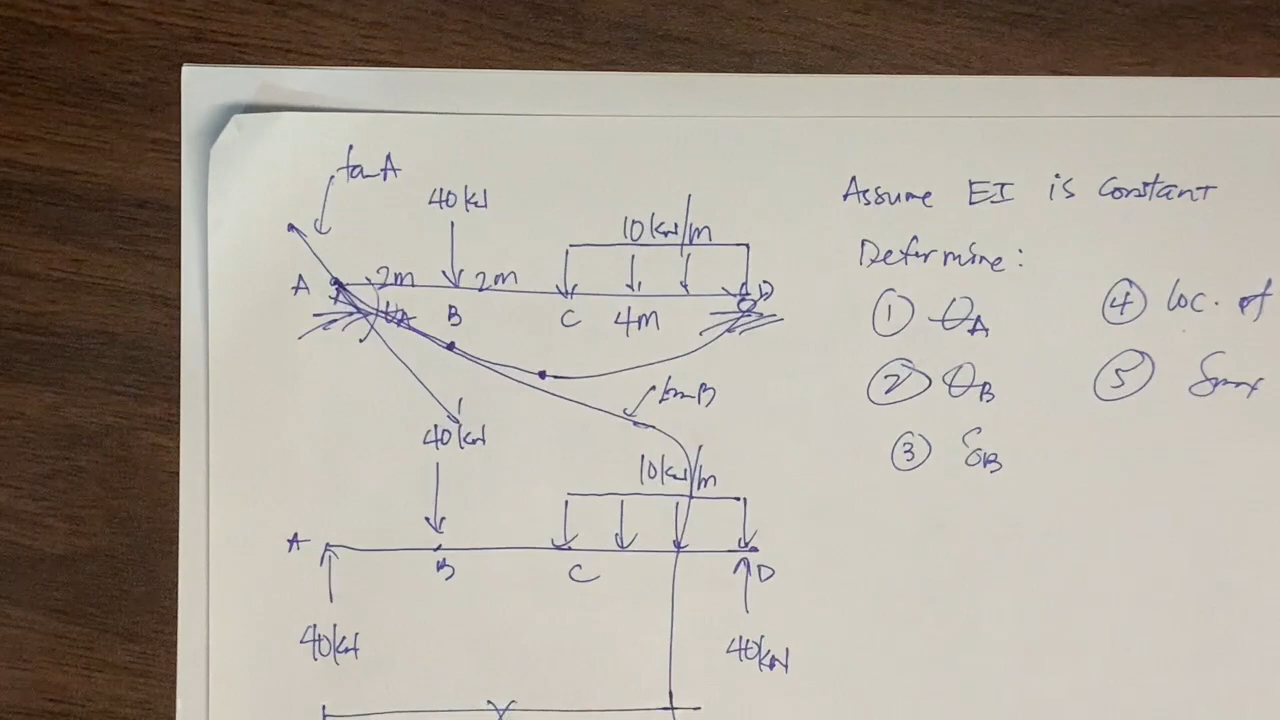 tan A
40kN
10kN/m
Assume EI is constant
Determine:
A 2m 2m D
θA B C 4m
① θA
④ loc. of
② θB
⑤ δmax
③ δB
tan B
40kN
10kN/m
A
B C D
40kN 40kN